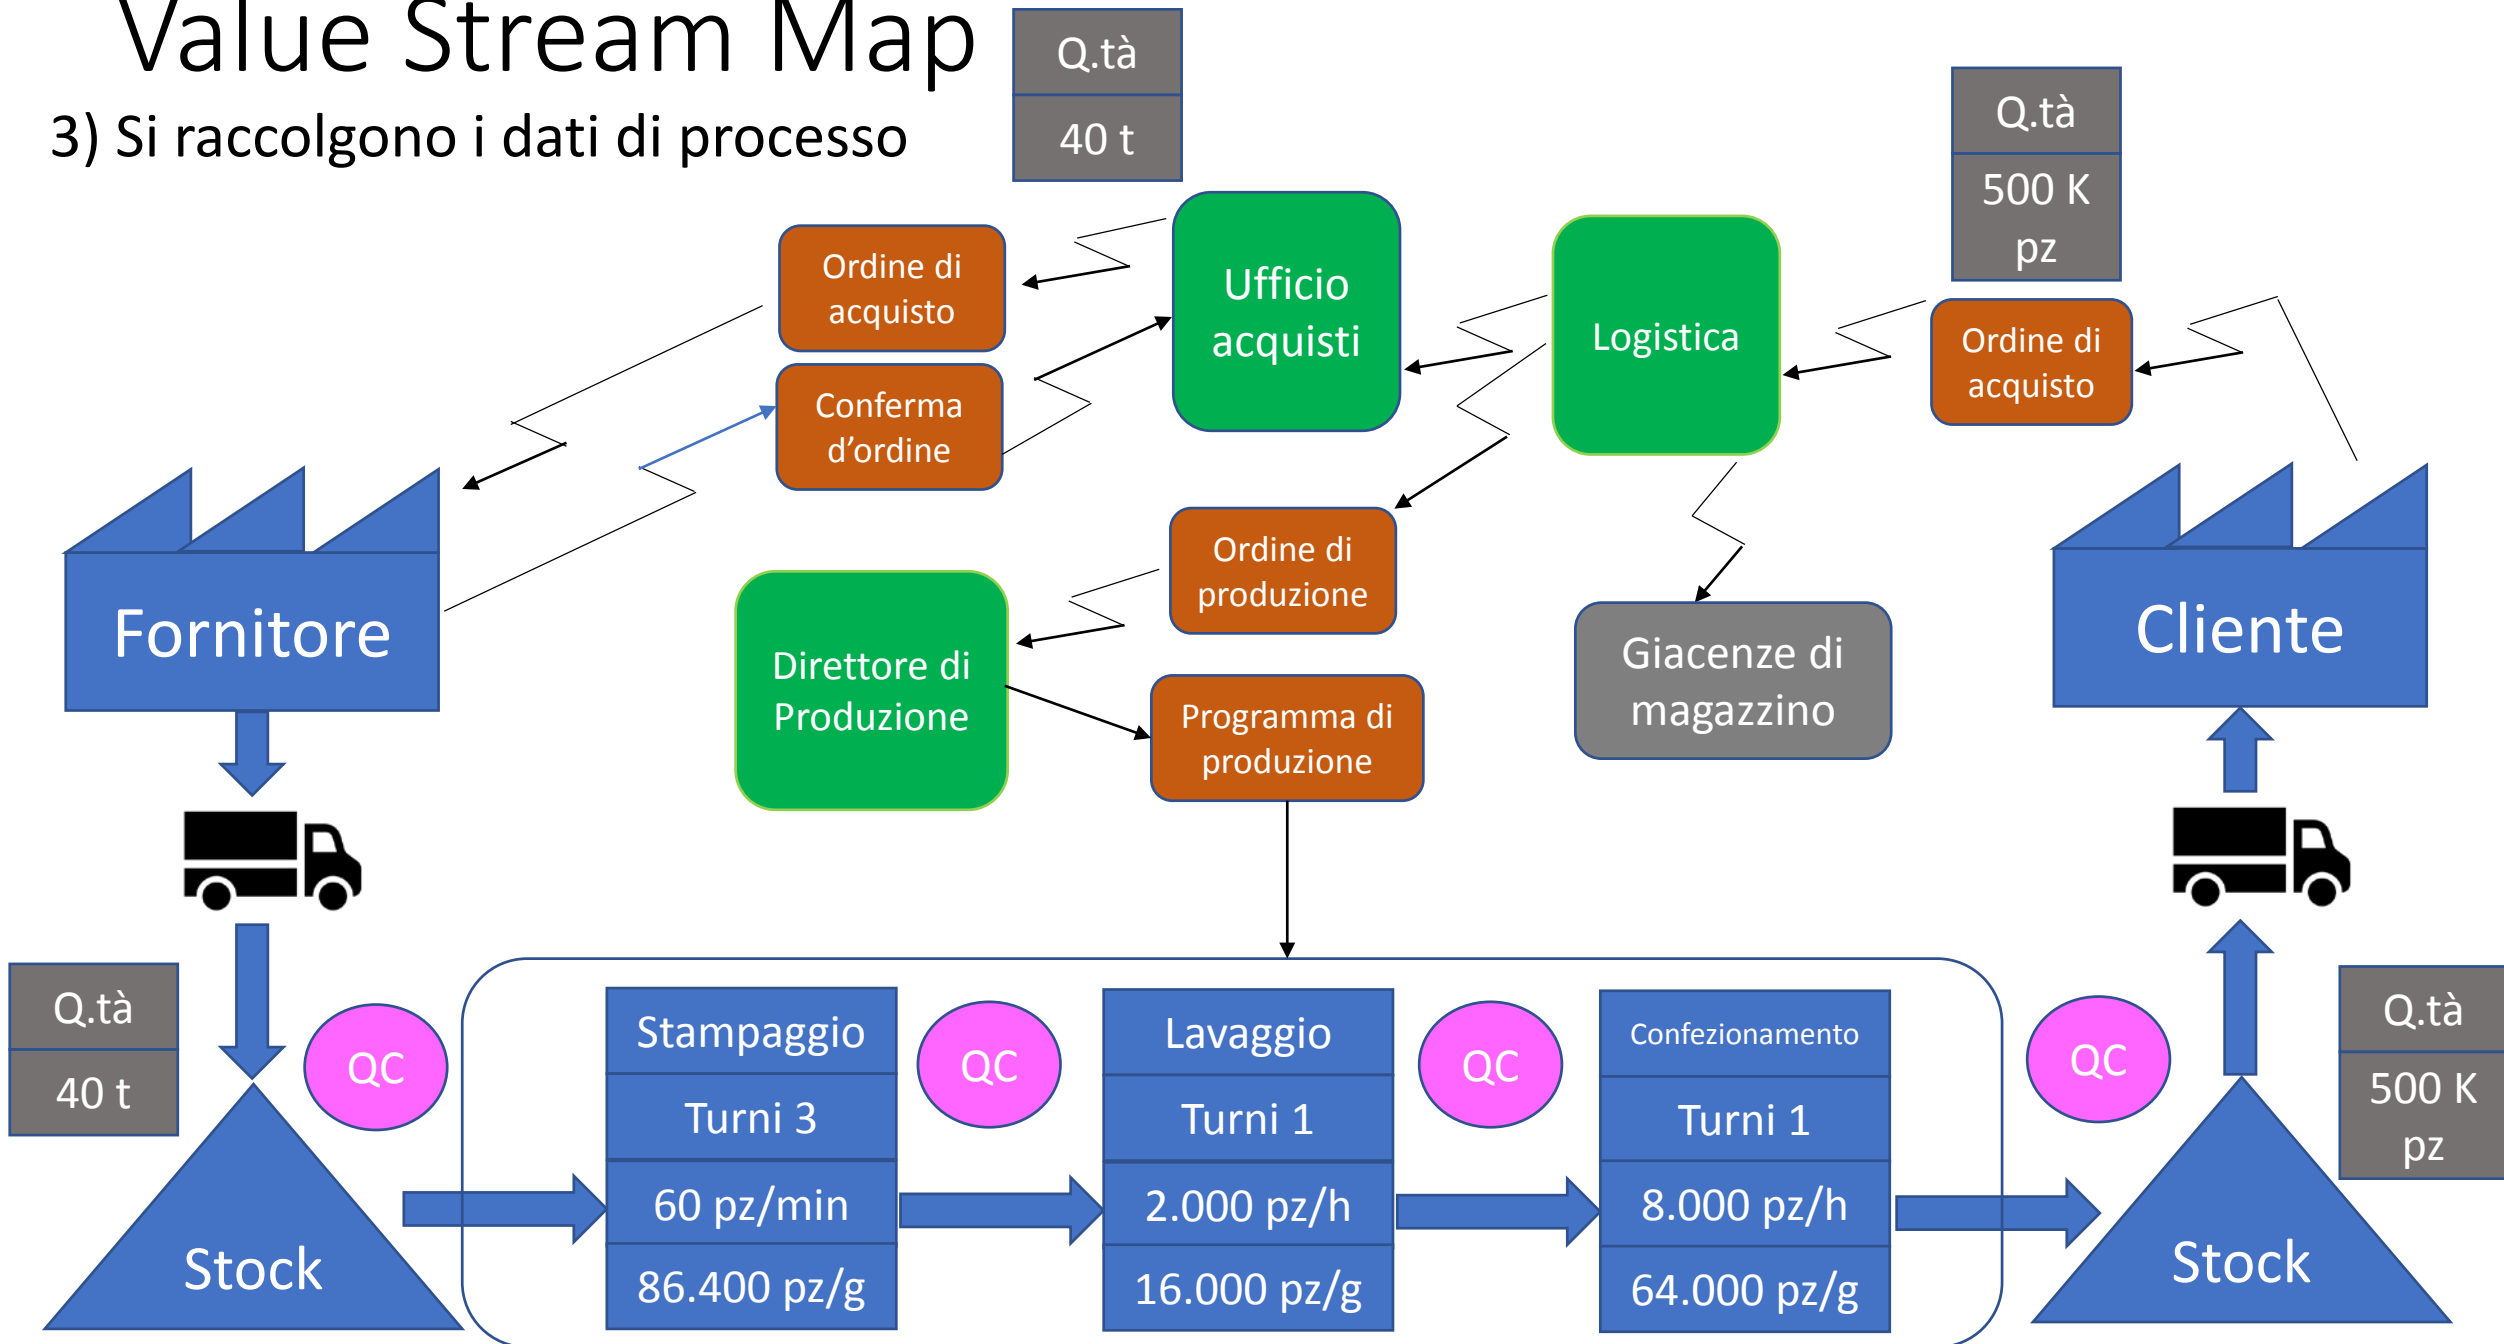 Value Stream Map
3) Si raccolgono i dati di processo
Q.tà
40 t
Q.tà
500 K
pz
Ordine di
acquisto
Ufficio
acquisti
Logistica
Ordine di
acquisto
Conferma
d’ordine
Fornitore
Ordine di
produzione
Cliente
Direttore di
Produzione
Programma di
produzione
Giacenze di
magazzino
Q.tà
40 t
QC
Stampaggio
Turni 3
60 pz/min
86.400 pz/g
QC
Lavaggio
Turni 1
2.000 pz/h
16.000 pz/g
QC
Confezionamento
Turni 1
8.000 pz/h
64.000 pz/g
QC
Q.tà
500 K
pz
Stock
Stock